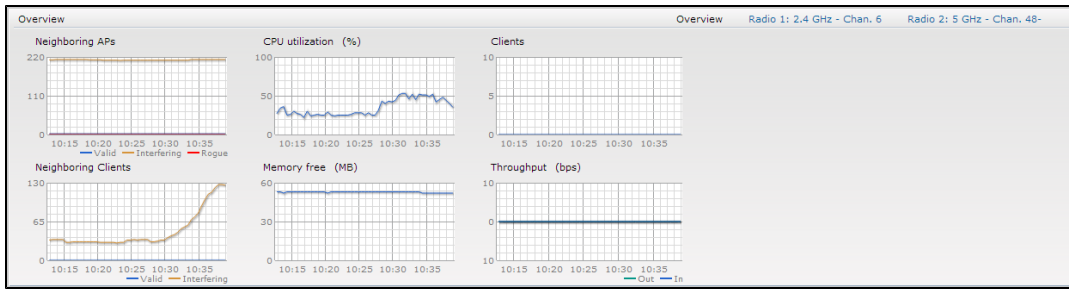 Overview
Overview Radio 1: 2.4 GHz - Chan. 6 Radio 2: 5 GHz - Chan. 48-
Neighboring APs
220
110
0
10:15 10:20 10:25 10:30 10:35
Valid Interfering Rogue
CPU utilization (%)
100
50
0
10:15 10:20 10:25 10:30 10:35
Clients
10
5
0
10:15 10:20 10:25 10:30 10:35
Neighboring Clients
130
65
0
10:15 10:20 10:25 10:30 10:35
Valid Interfering
Memory free (MB)
60
30
0
10:15 10:20 10:25 10:30 10:35
Throughput (bps)
10
0
10
10:15 10:20 10:25 10:30 10:35
Out In